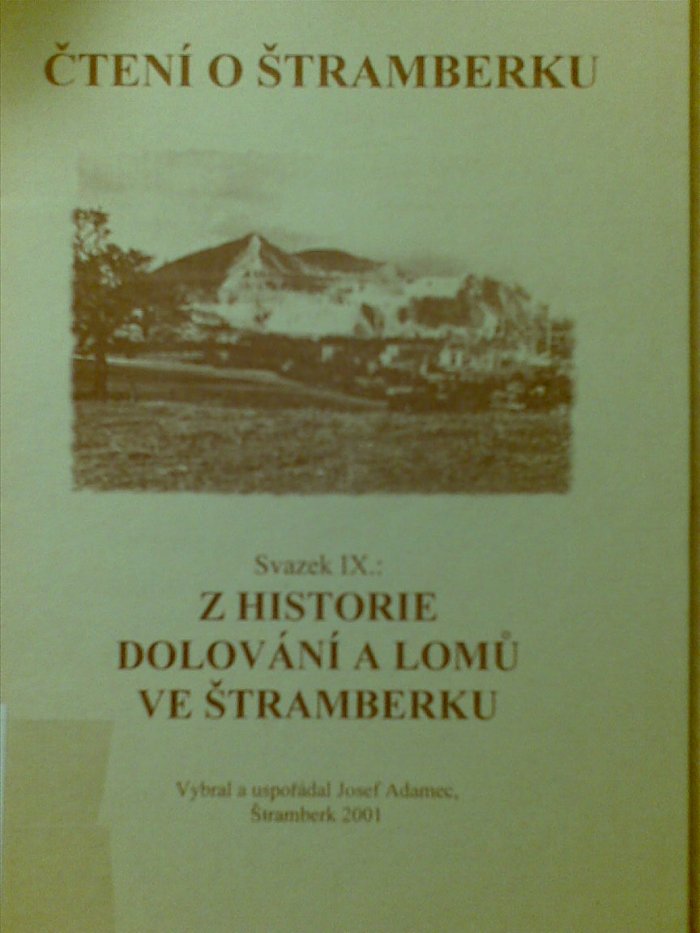 ČTENÍ O ŠTRAMBERKU
Svazek IX.:
Z HISTORIE
DOLOVÁNÍ A LOMŮ
VE ŠTRAMBERKU
Vybral a uspořádal Josef Adamec,
Štramberk 2001